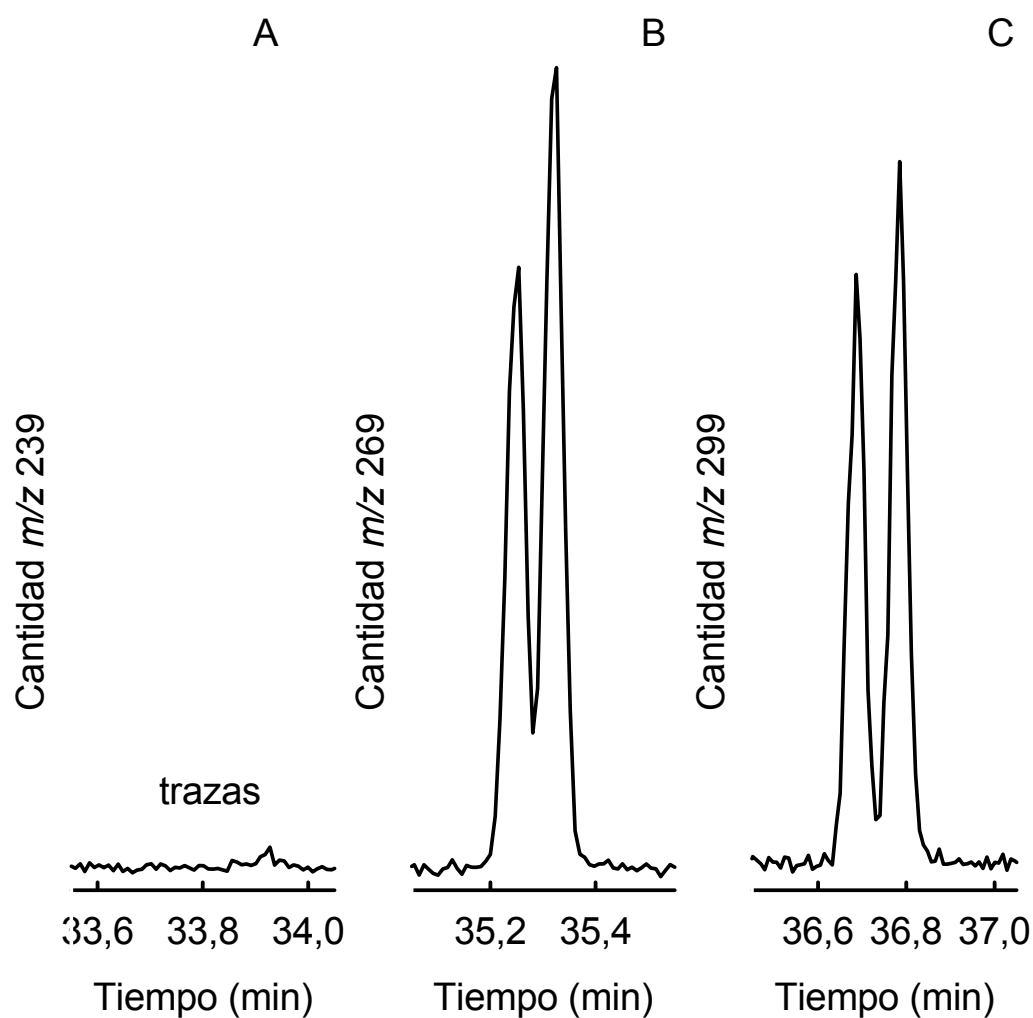 A
B
C
Cantidad m/z 239
Cantidad m/z 269
Cantidad m/z 299
trazas
33,6 33,8 34,0
35,2 35,4
36,6 36,8 37,0
Tiempo (min)
Tiempo (min)
Tiempo (min)